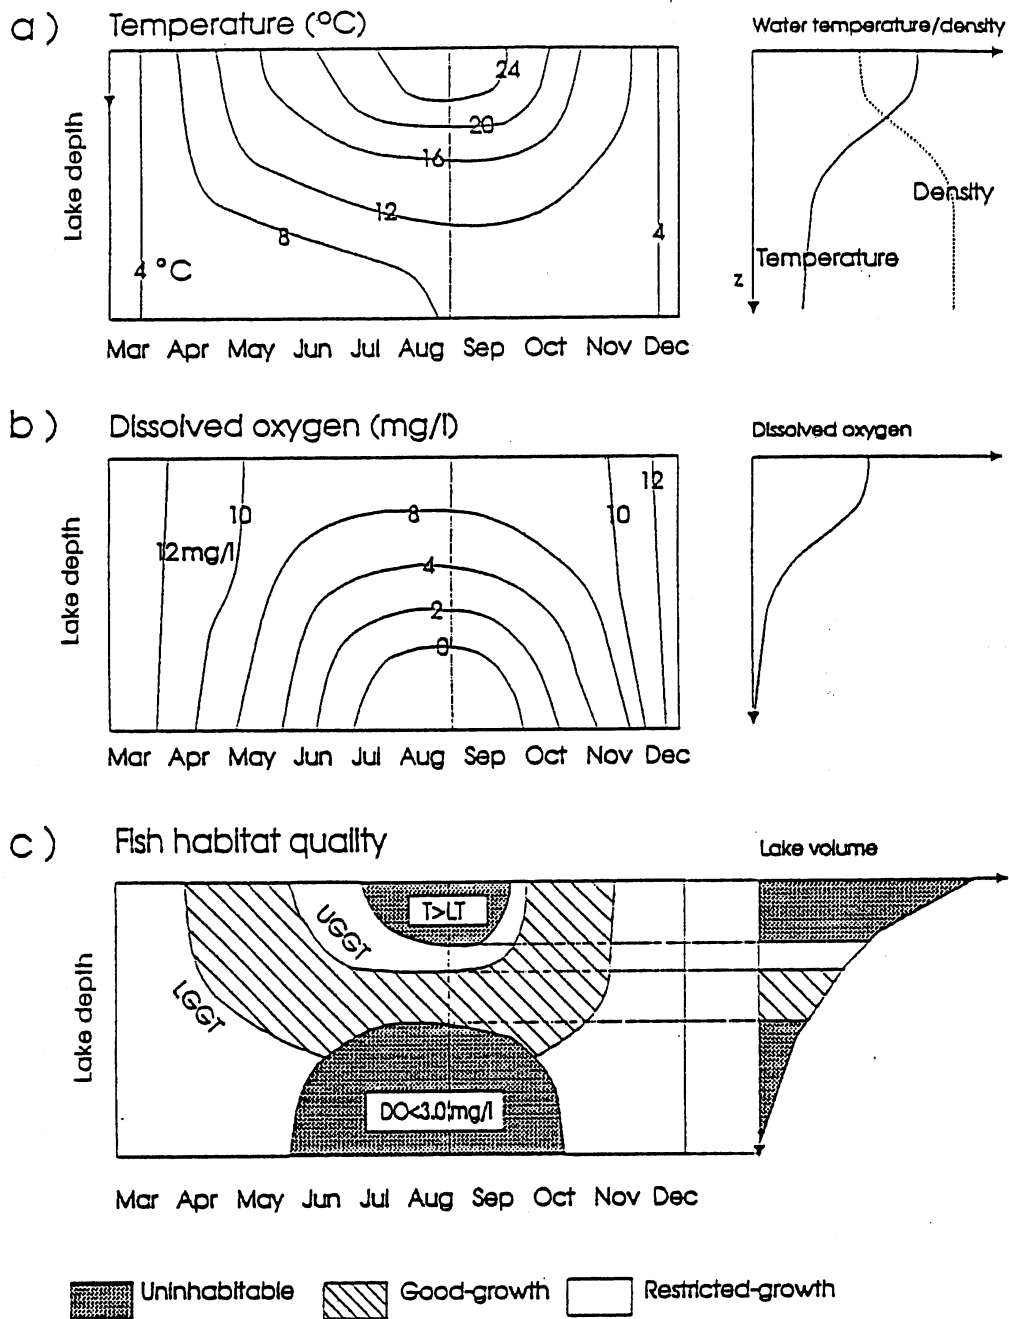 a) Temperature (°C)
Water temperature/density
24
20
16
12
8
4
4 °C
Lake depth
Mar Apr May Jun Jul Aug Sep Oct Nov Dec
Density
Temperature
z
b) Dissolved oxygen (mg/l)
Dissolved oxygen
12
10
8
10
12mg/l
4
2
0
Lake depth
Mar Apr May Jun Jul Aug Sep Oct Nov Dec
c) Fish habitat quality
Lake volume
T>LT
UGGT
LGGT
DO<3.0mg/l
Lake depth
Mar Apr May Jun Jul Aug Sep Oct Nov Dec
Uninhabitable Good-growth Restricted-growth